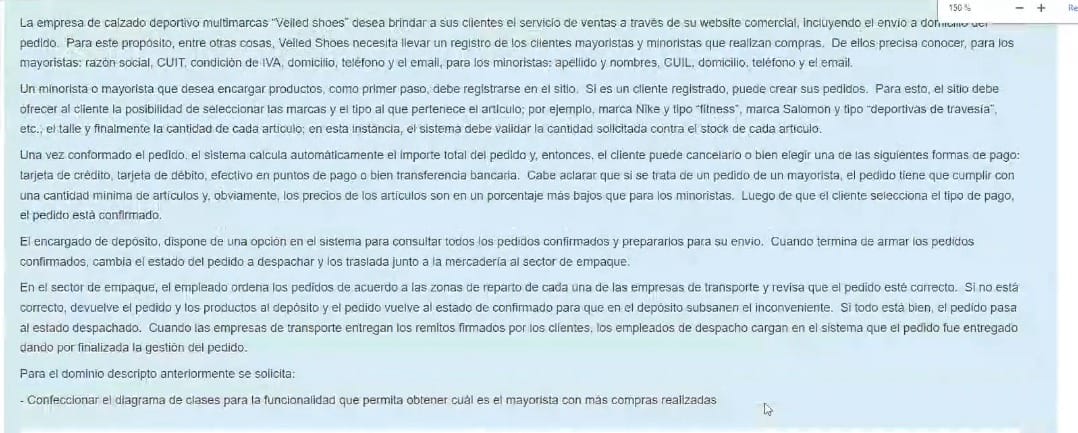 150 %
Re
La empresa de calzado deportivo multimarcas “Velled shoes” desea brindar a sus clientes el servicio de ventas a través de su website comercial, incluyendo el envío a domicilio del
pedido. Para este propósito, entre otras cosas, Velled Shoes necesita llevar un registro de los clientes mayoristas y minoristas que realizan compras. De ellos precisa conocer, para los
mayoristas: razón social, CUIT, condición de IVA, domicilio, teléfono y el email, para los minoristas: apellido y nombres, CUIL, domicilio, teléfono y el email.
Un minorista o mayorista que desea encargar productos, como primer paso, debe registrarse en el sitio. Si es un cliente registrado, puede crear sus pedidos. Para esto, el sitio debe
ofrecer al cliente la posibilidad de seleccionar las marcas y el tipo al que pertenece el artículo; por ejemplo, marca Nike y tipo “fitness”, marca Salomon y tipo “deportivas de travesía”,
etc., el talle y finalmente la cantidad de cada artículo; en esta instancia, el sistema debe validar la cantidad solicitada contra el stock de cada artículo.
Una vez conformado el pedido, el sistema calcula automáticamente el importe total del pedido y, entonces, el cliente puede cancelarlo o bien elegir una de las siguientes formas de pago:
tarjeta de crédito, tarjeta de débito, efectivo en puntos de pago o bien transferencia bancaria. Cabe aclarar que si se trata de un pedido de un mayorista, el pedido tiene que cumplir con
una cantidad mínima de artículos y, obviamente, los precios de los artículos son en un porcentaje más bajos que para los minoristas. Luego de que el cliente selecciona el tipo de pago,
el pedido está confirmado.
El encargado de depósito, dispone de una opción en el sistema para consultar todos los pedidos confirmados y prepararlos para su envío. Cuando termina de armar los pedidos
confirmados, cambia el estado del pedido a despachar y los traslada junto a la mercadería al sector de empaque.
En el sector de empaque, el empleado ordena los pedidos de acuerdo a las zonas de reparto de cada una de las empresas de transporte y revisa que el pedido esté correcto. Si no está
correcto, devuelve el pedido y los productos al depósito y el pedido vuelve al estado de confirmado para que en el depósito subsanen el inconveniente. Si todo está bien, el pedido pasa
al estado despachado. Cuando las empresas de transporte entregan los remitos firmados por los clientes, los empleados de despacho cargan en el sistema que el pedido fue entregado
dando por finalizada la gestión del pedido.
Para el dominio descripto anteriormente se solicita:
- Confeccionar el diagrama de clases para la funcionalidad que permita obtener cuál es el mayorista con más compras realizadas